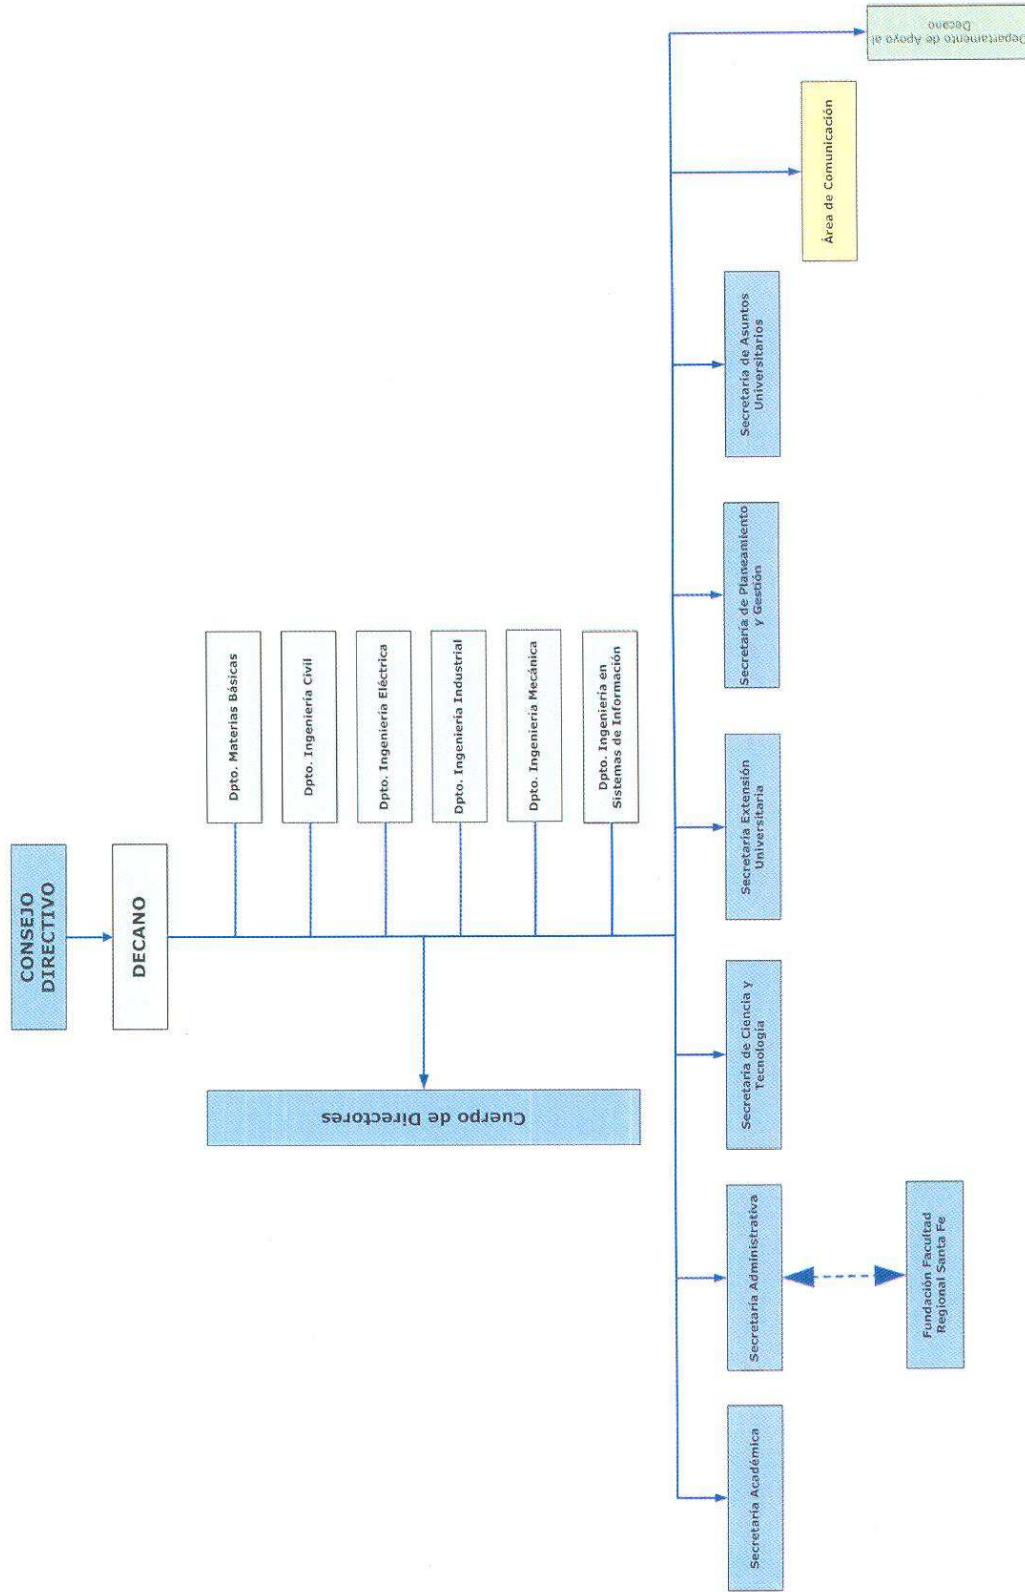 CONSEJO
DIRECTIVO
DECANO
Dpto. Materias Básicas
Dpto. Ingeniería Civil
Dpto. Ingeniería Eléctrica
Dpto. Ingeniería Industrial
Dpto. Ingeniería Mecánica
Dpto. Ingeniería en
Sistemas de Información
Cuerpo de Directores
Secretaría Académica
Secretaría Administrativa
Secretaría de Ciencia y
Tecnología
Secretaría Extensión
Universitaria
Secretaría de Planeamiento
y Gestión
Secretaría de Asuntos
Universitarios
Área de Comunicación
Departamento de Apoyo al
Decano
Fundación Facultad
Regional Santa Fe